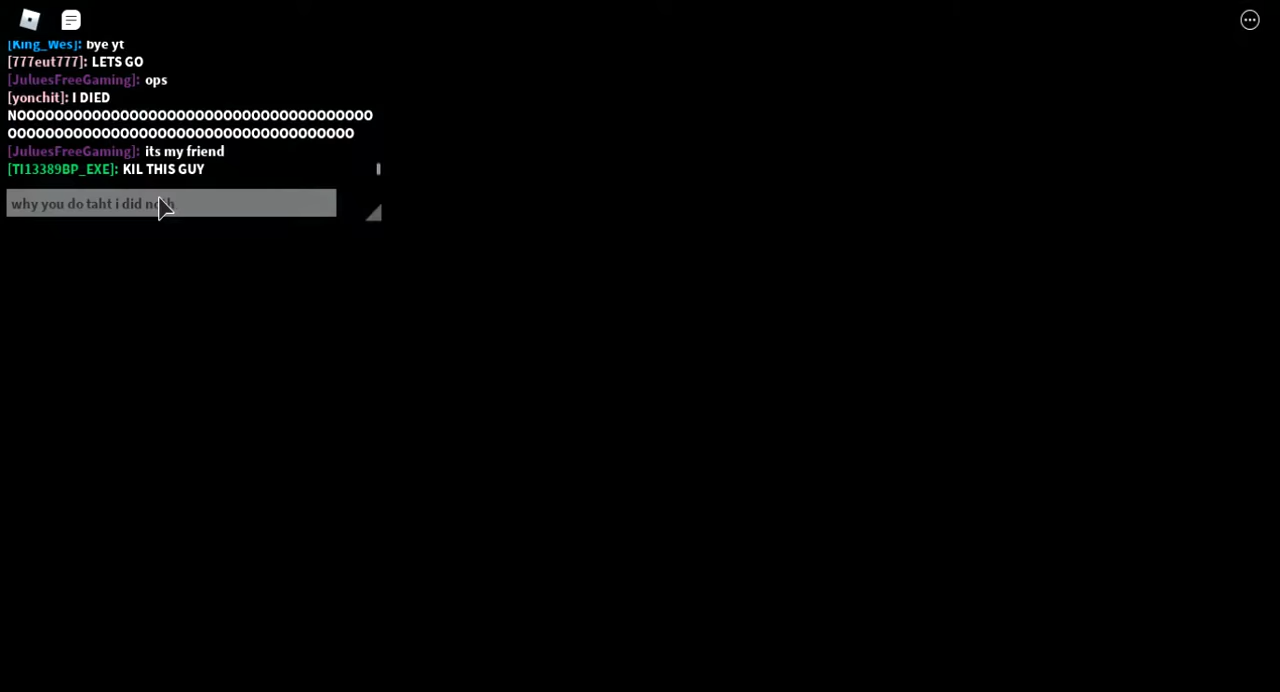 [King_Wes]: bye yt
[777eut777]: LETS GO
[JuluesFreeGaming]: ops
[yonchit]: I DIED
NOOOOOOOOOOOOOOOOOOOOOOOOOOOOOOOOOOOOOO
OOOOOOOOOOOOOOOOOOOOOOOOOOOOOOOOOOOOO
[JuluesFreeGaming]: its my friend
[TI13389BP_EXE]: KIL THIS GUY
why you do taht i did